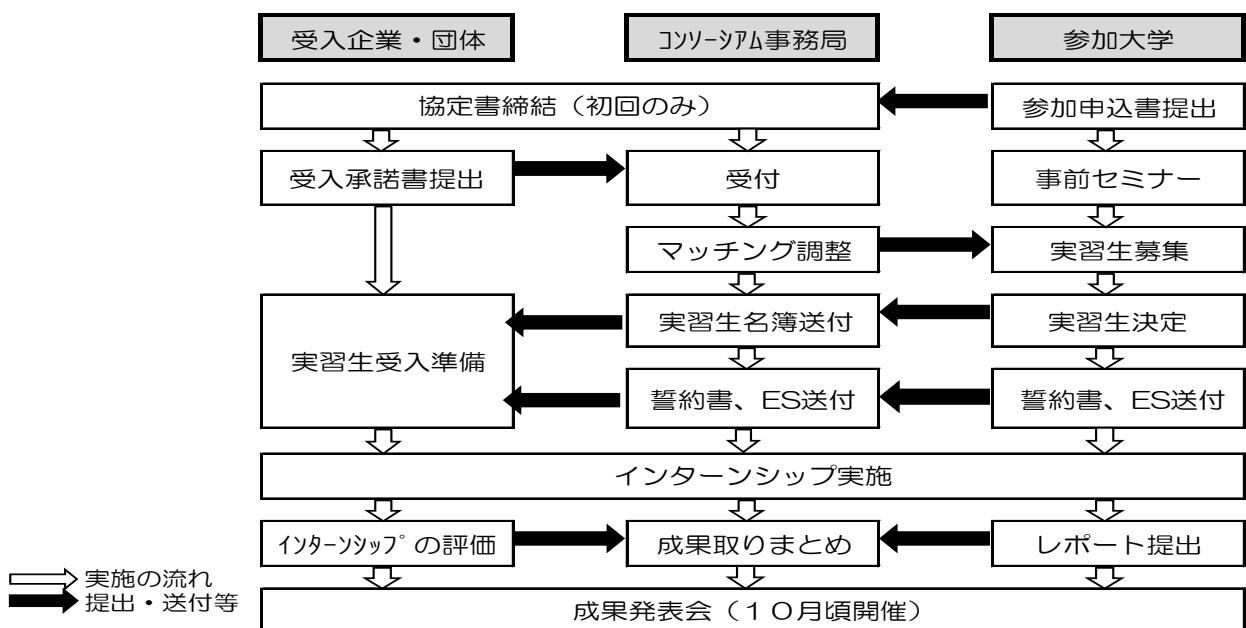 受入企業・団体
ｺﾝｿｰｼｱﾑ事務局
参加大学
協定書締結（初回のみ）
参加申込書提出
受入承諾書提出
受付
事前セミナー
マッチング調整
実習生募集
実習生受入準備
実習生名簿送付
実習生決定
誓約書、ES送付
誓約書、ES送付
インターンシップ実施
ｲﾝﾀｰﾝｼｯﾌﾟの評価
成果取りまとめ
レポート提出
実施の流れ
提出・送付等
成果発表会（１０月頃開催）